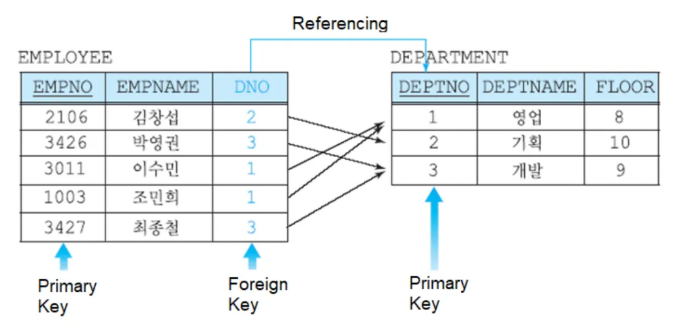 Referencing
EMPLOYEE
EMPNO EMPNAME DNO
2106 김창섭 2
3426 박영권 3
3011 이수민 1
1003 조민희 1
3427 최종철 3
Primary Key
Foreign Key
DEPARTMENT
DEPTNO DEPTNAME FLOOR
1 영업 8
2 기획 10
3 개발 9
Primary Key